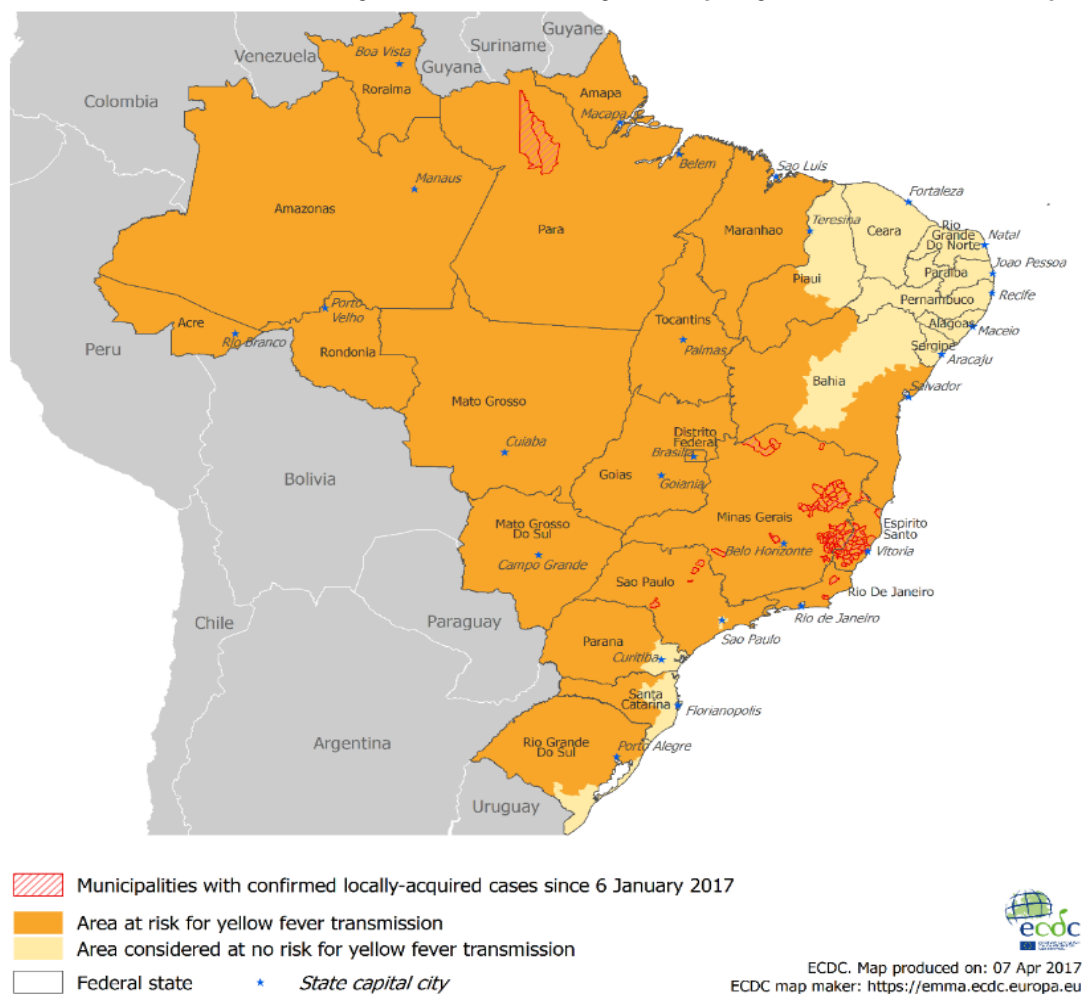 Guyane
Suriname
Venezuela
Boa Vista
Guyana
Roraima
Colombia
Amapa
Macapa
Belem
Sao Luis
Manaus
Fortaleza
Amazonas
Teresina
Rio
Grande
Do Norte
Natal
Para
Maranhao
Ceara
Joao Pessoa
Paraiba
Piaui
Recife
Pernambuco
Porto
Velho
Acre
Tocantins
Alagoas
Maceio
Rio Branco
Peru
Rondonia
Palmas
Sergipe
Aracaju
Bahia
Salvador
Mato Grosso
Distrito
Federal
Cuiaba
Brasilia
Goias
Goiania
Bolivia
Minas Gerais
Mato Grosso
Do Sul
Espirito
Santo
Belo Horizonte
Vitoria
Campo Grande
Sao Paulo
Rio De Janeiro
Chile
Paraguay
Rio de Janeiro
Parana
Sao Paulo
Curitiba
Santa
Catarina
Florianopolis
Argentina
Rio Grande
Do Sul
Porto Alegre
Uruguay
Municipalities with confirmed locally-acquired cases since 6 January 2017
Area at risk for yellow fever transmission
Area considered at no risk for yellow fever transmission
Federal state
State capital city
ecdc
ECDC. Map produced on: 07 Apr 2017
ECDC map maker: https://emma.ecdc.europa.eu